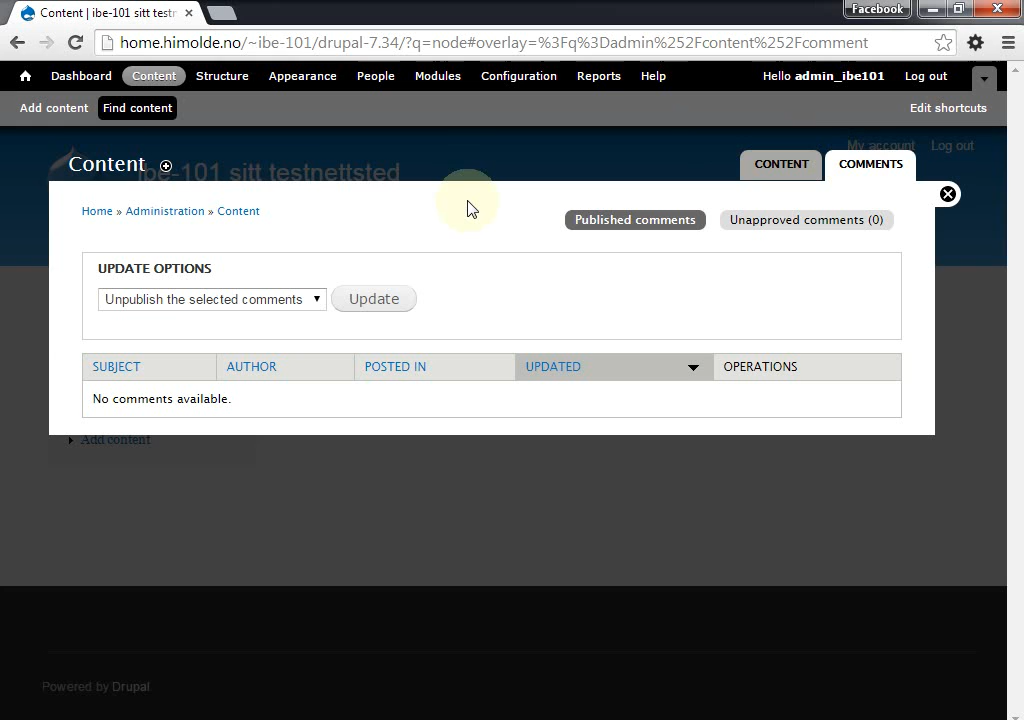 Content | ibe-101 sitt testn
Facebook
home.himolde.no/~ibe-101/drupal-7.34/?q=node#overlay=%3Fq%3Dadmin%252Fcontent%252Fcomment
Dashboard Content Structure Appearance People Modules Configuration Reports Help Hello admin_ibe101 Log out
Add content Find content Edit shortcuts
My account Log out
Content ibe-101 sitt testnettsted CONTENT COMMENTS
Home » Administration » Content Published comments Unapproved comments (0)
UPDATE OPTIONS
Unpublish the selected comments Update
SUBJECT AUTHOR POSTED IN UPDATED OPERATIONS
No comments available.
Add content
Powered by Drupal